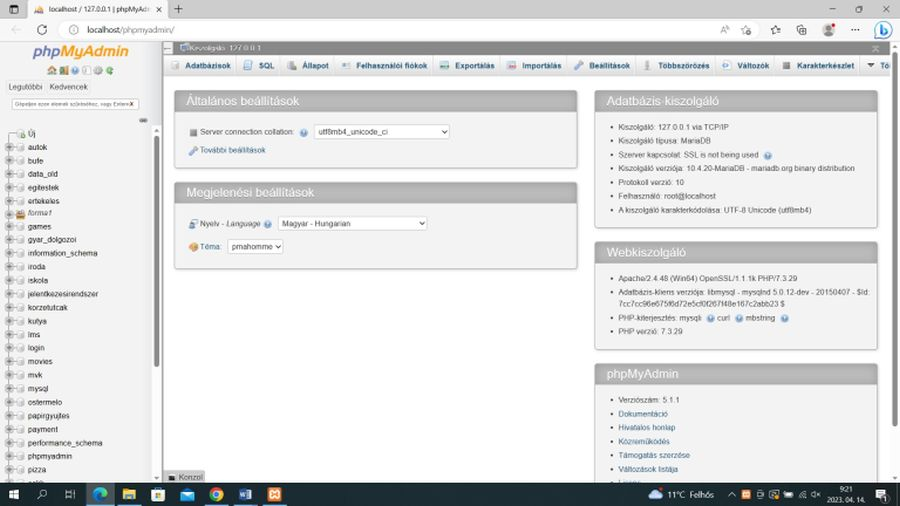 localhost / 127.0.0.1 | phpMyAdm
localhost/phpmyadmin/
phpMyAdmin
Legutóbbi Kedvencek
Új
autok
bufe
data_old
egitestek
ertekeles
forma1
games
gyar_dolgozoi
information_schema
iroda
iskola
jelentkezesirendszer
korzetutcak
kutya
lms
login
movies
mvk
mysql
ostermelo
papirgyujtes
payment
performance_schema
phpmyadmin
pizza
Kiszolgáló: 127.0.0.1
Adatbázisok SQL Állapot Felhasználói fiókok Exportálás Importálás Beállítások Többszörözés Változók Karakterkészlet Tö
Általános beállítások
Server connection collation: utf8mb4_unicode_ci
További beállítások
Megjelenési beállítások
Nyelv - Language Magyar - Hungarian
Téma: pmahomme
Adatbázis-kiszolgáló
• Kiszolgáló: 127.0.0.1 via TCP/IP
• Kiszolgáló típusa: MariaDB
• Szerver kapcsolat: SSL is not being used
• Kiszolgáló verziója: 10.4.20-MariaDB - mariadb.org binary distribution
• Protokoll verzió: 10
• Felhasználó: root@localhost
• A kiszolgáló karakterkódolása: UTF-8 Unicode (utf8mb4)
Webkiszolgáló
• Apache/2.4.48 (Win64) OpenSSL/1.1.1k PHP/7.3.29
• Adatbázis-kliens verziója: libmysql - mysqlnd 5.0.12-dev - 20150407 - $Id:
7cc7cc96e675f6d72e5cf0f267f48e167c2abb23 $
• PHP-kiterjesztés: mysqli curl mbstring
• PHP verzió: 7.3.29
phpMyAdmin
• Verziószám: 5.1.1
• Dokumentáció
• Hivatalos honlap
• Közreműködés
• Támogatás szerzése
• Változások listája
Konzol
11°C Felhős
9:21
2023. 04. 14.